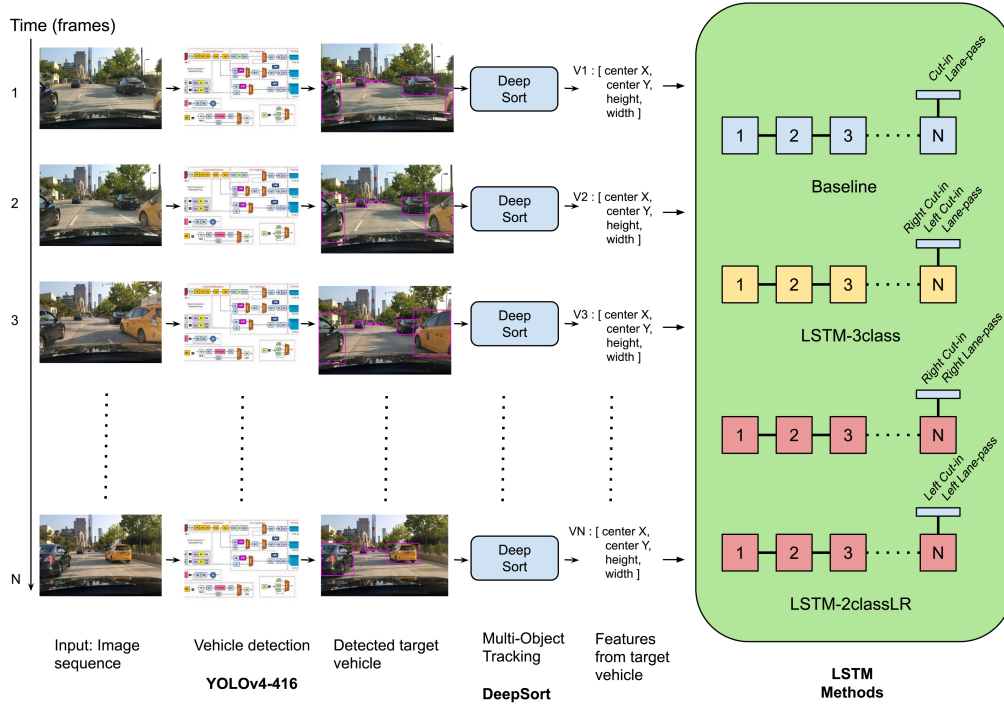 Time (frames)
1
Deep
Sort
V1 : [ center X,
center Y,
height,
width ]
2
Deep
Sort
V2 : [ center X,
center Y,
height,
width ]
3
Deep
Sort
V3 : [ center X,
center Y,
height,
width ]
N
Deep
Sort
VN : [ center X,
center Y,
height,
width ]
Cut-in
Lane-pass
1 2 3 N
Baseline
Right Cut-in
Left Cut-in
Lane-pass
1 2 3 N
LSTM-3class
Right Cut-in
Right Lane-pass
1 2 3 N
Left Cut-in
Left Lane-pass
1 2 3 N
LSTM-2classLR
Input: Image
sequence
Vehicle detection
YOLOv4-416
Detected target
vehicle
Multi-Object
Tracking
DeepSort
Features
from target
vehicle
LSTM
Methods